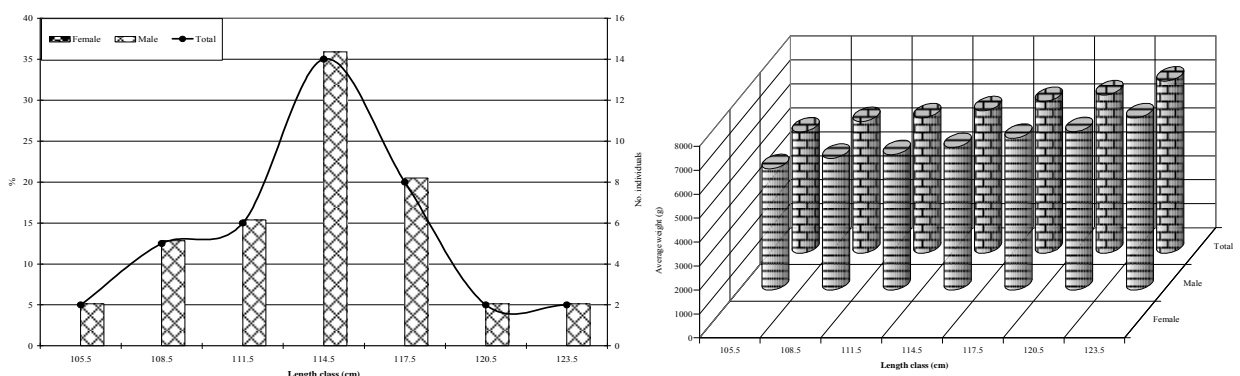 40
35
30
25
20
15
10
5
0
%
Female Male Total
16
14
12
10
8
6
4
2
0
No. individuals
105.5 108.5 111.5 114.5 117.5 120.5 123.5
Length class (cm)
8000
7000
6000
5000
4000
3000
2000
1000
0
Average weight (g)
105.5 108.5 111.5 114.5 117.5 120.5 123.5
Length class (cm)
Female
Male
Total